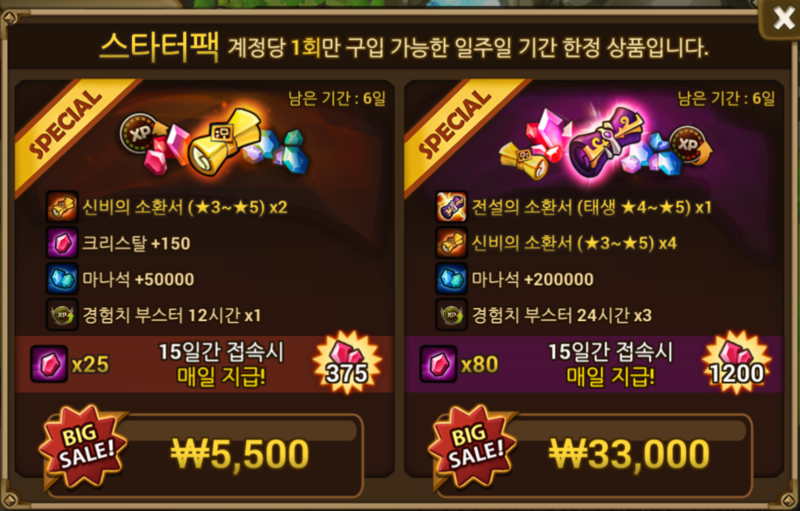 스타터팩 계정당 1회만 구입 가능한 일주일 기간 한정 상품입니다.
SPECIAL
남은 기간 : 6일
XP
신비의 소환서 (★3~★5) x2
크리스탈 +150
마나석 +50000
XP
경험치 부스터 12시간 x1
x25
15일간 접속시
매일 지급!
375
BIG
SALE!
₩5,500
SPECIAL
남은 기간 : 6일
XP
전설의 소환서 (태생 ★4~★5) x1
신비의 소환서 (★3~★5) x4
마나석 +200000
XP
경험치 부스터 24시간 x3
x80
15일간 접속시
매일 지급!
1200
BIG
SALE!
₩33,000